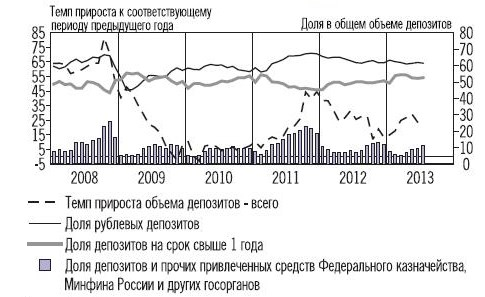 Темп прироста к соответствующему
периоду предыдущего года
Доля в общем объеме депозитов
85
75
65
55
45
35
25
15
5
-5
80
70
60
50
40
30
20
10
0
2008 2009 2010 2011 2012 2013
Темп прироста объема депозитов - всего
Доля рублевых депозитов
Доля депозитов на срок свыше 1 года
Доля депозитов и прочих привлеченных средств Федерального казначейства,
Минфина России и других госорганов